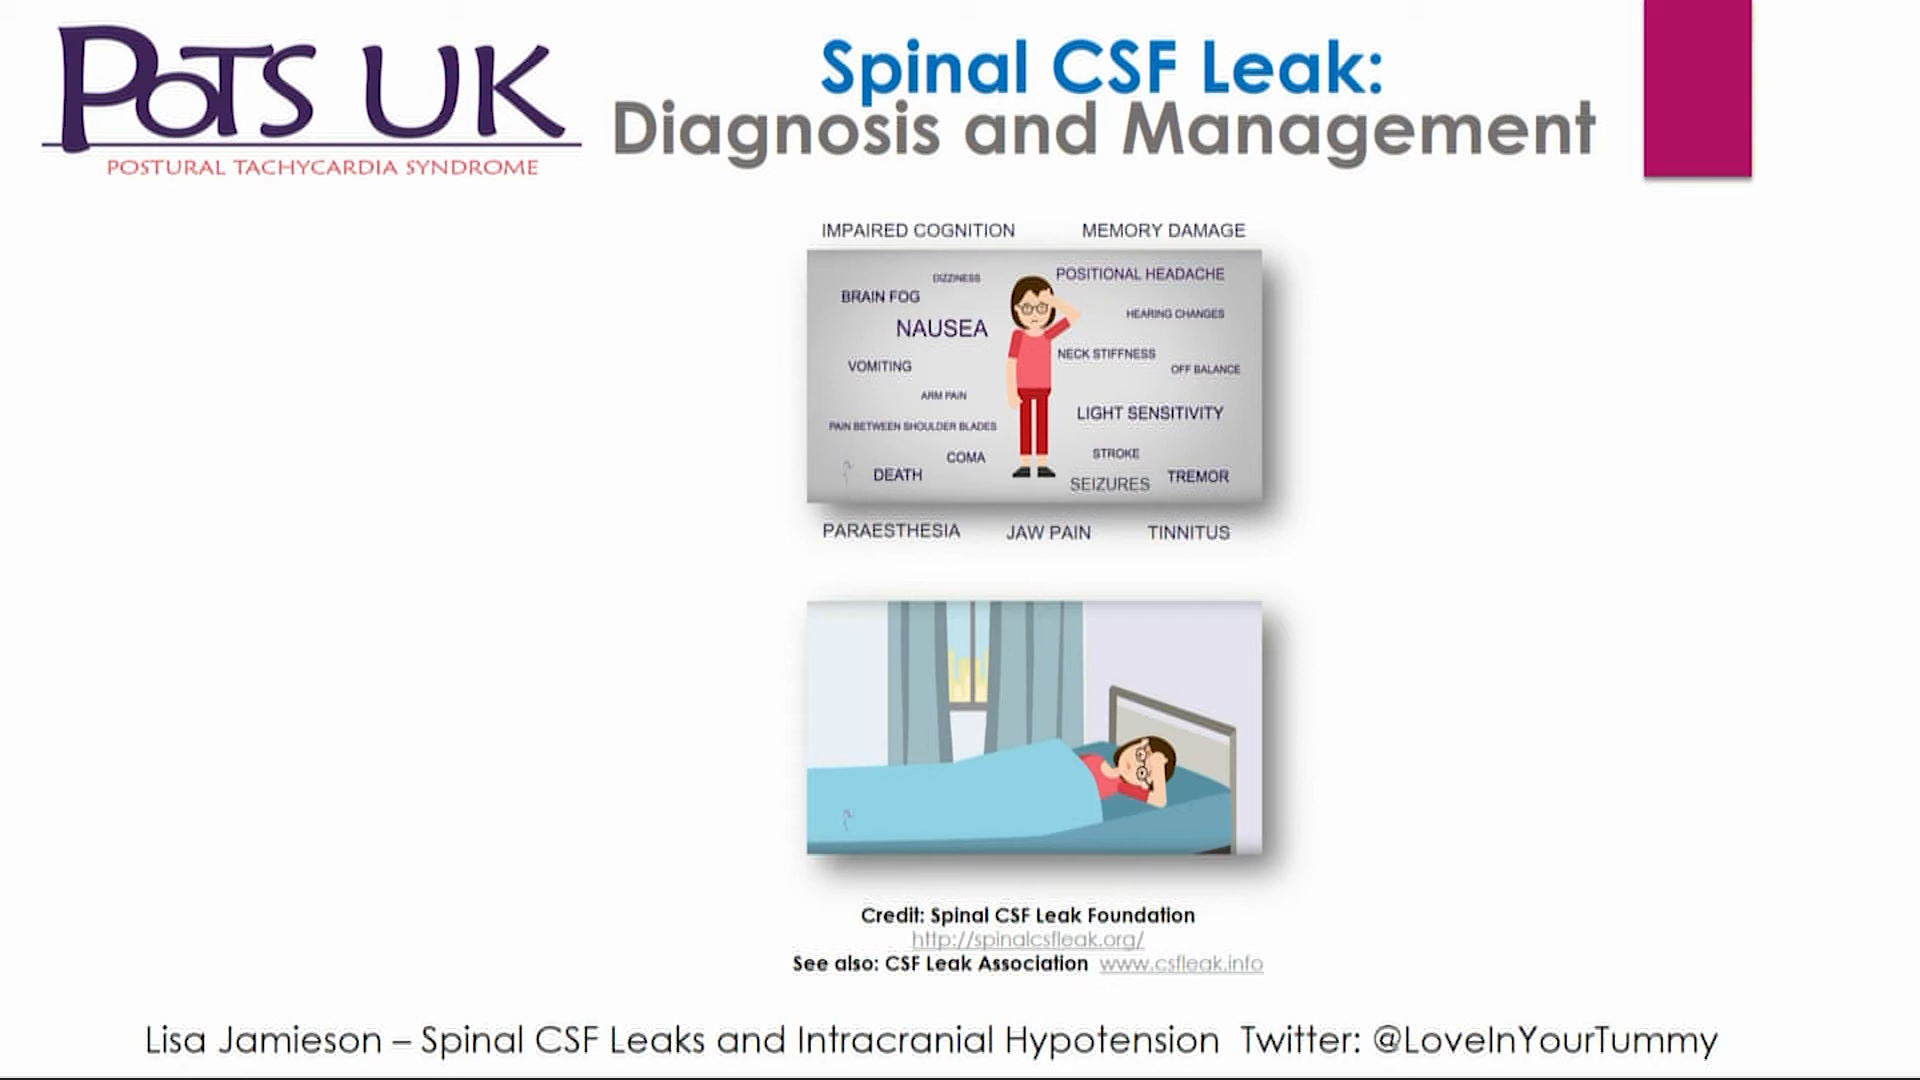 PoTS UK
POSTURAL TACHYCARDIA SYNDROME
Spinal CSF Leak:
Diagnosis and Management
IMPAIRED COGNITION MEMORY DAMAGE
DIZZINESS POSITIONAL HEADACHE
BRAIN FOG
HEARING CHANGES
NAUSEA
NECK STIFFNESS
VOMITING OFF BALANCE
ARM PAIN
LIGHT SENSITIVITY
PAIN BETWEEN SHOULDER BLADES
COMA STROKE
DEATH SEIZURES TREMOR
PARAESTHESIA JAW PAIN TINNITUS
Credit: Spinal CSF Leak Foundation
http://spinalcsfleak.org/
See also: CSF Leak Association www.csfleak.info
Lisa Jamieson – Spinal CSF Leaks and Intracranial Hypotension Twitter: @LoveInYourTummy